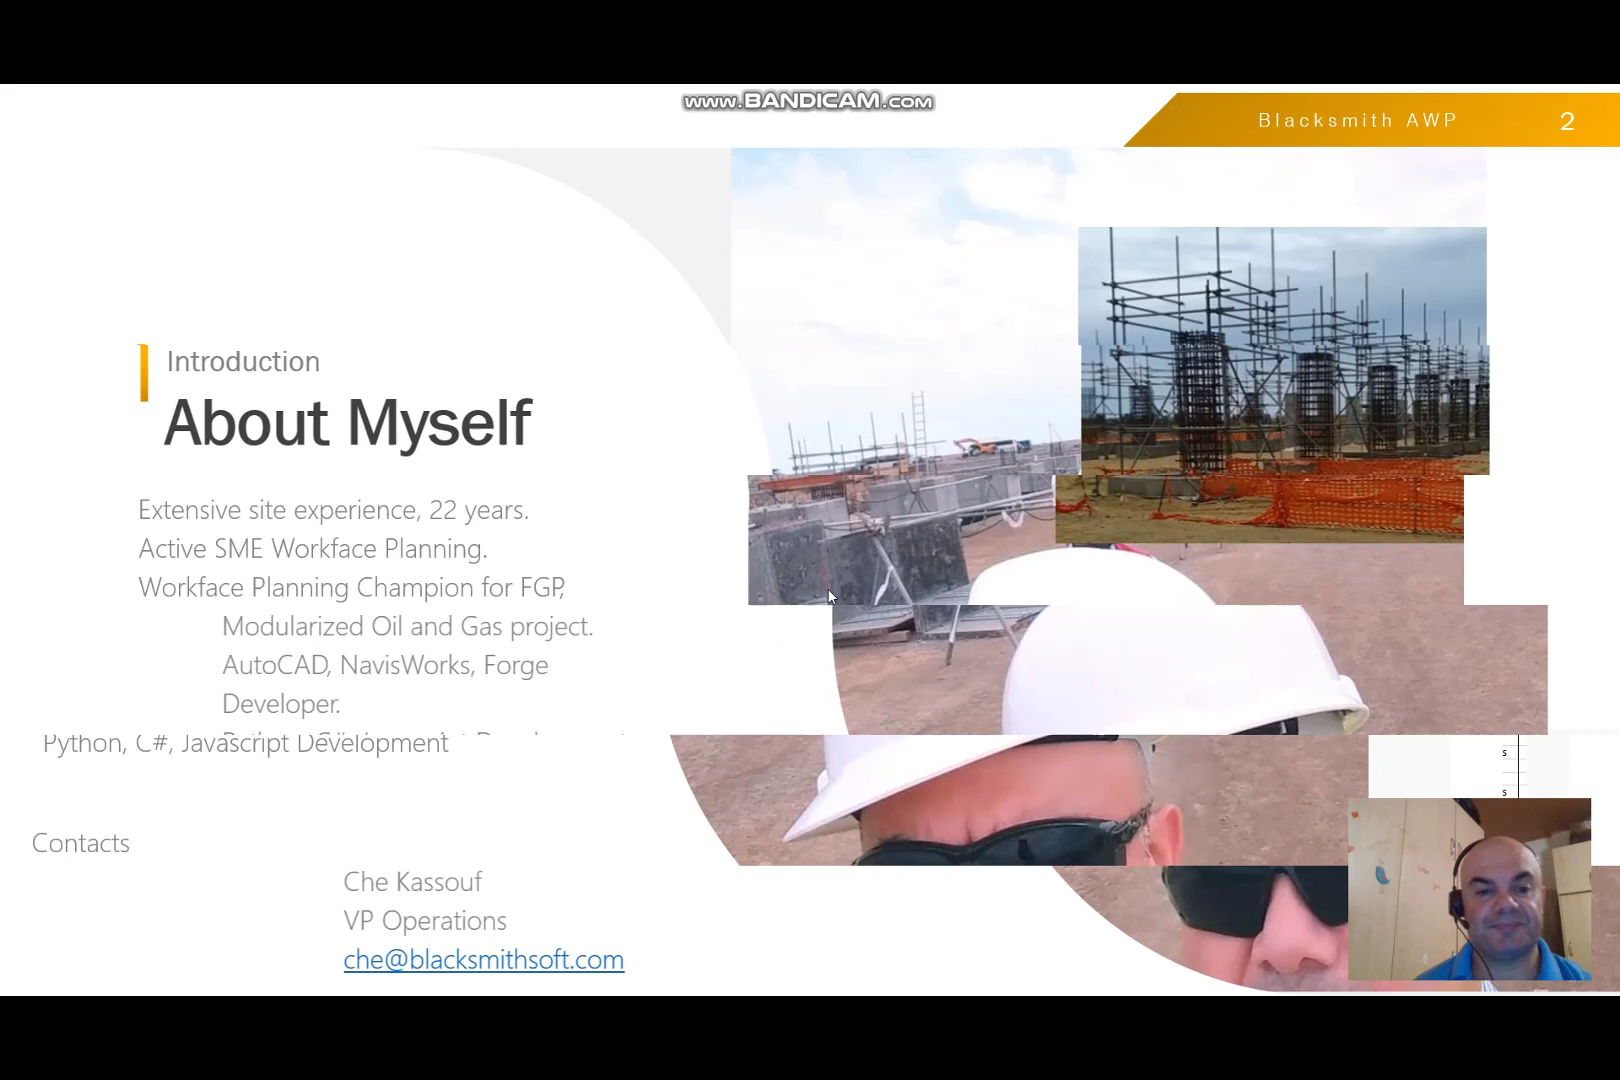 www.BANDICAM.com
Blacksmith AWP 2
Introduction
About Myself
Extensive site experience, 22 years.
Active SME Workface Planning.
Workface Planning Champion for FGP,
Modularized Oil and Gas project.
AutoCAD, NavisWorks, Forge
Developer.
Python, C#, Javascript Development
s
s
Contacts
Che Kassouf
VP Operations
che@blacksmithsoft.com